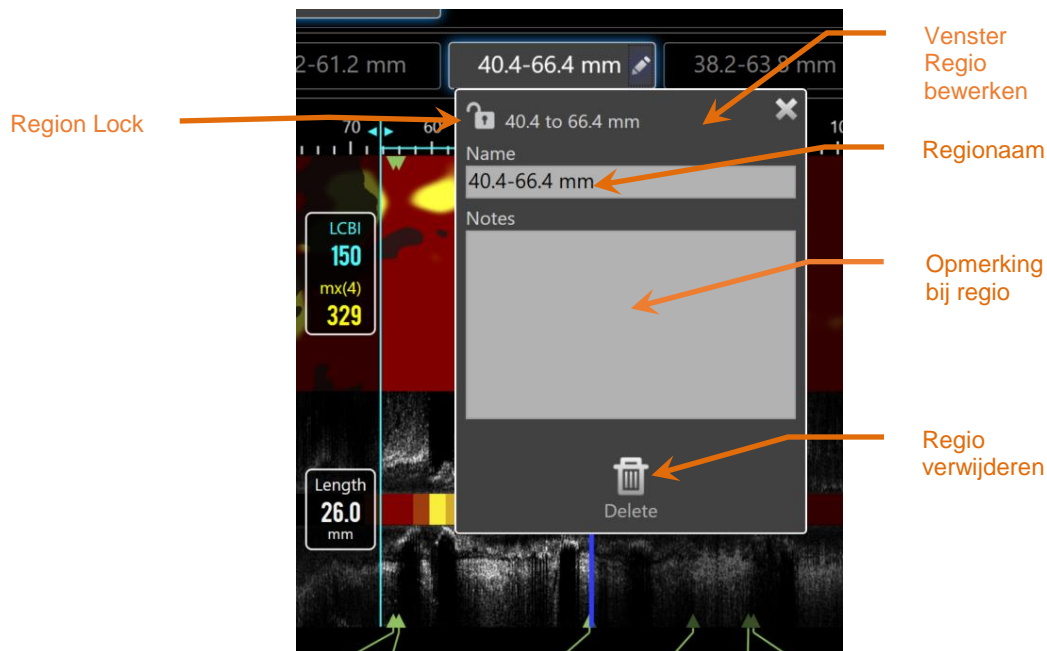 2-61.2 mm
40.4-66.4 mm
38.2-63.8 mm
Venster
Regio
bewerken
Region Lock
70
60
10
40.4 to 66.4 mm
Name
40.4-66.4 mm
Regionaam
Notes
LCBI
150
mx(4)
329
Opmerking
bij regio
Length
26.0
mm
Regio
verwijderen
Delete